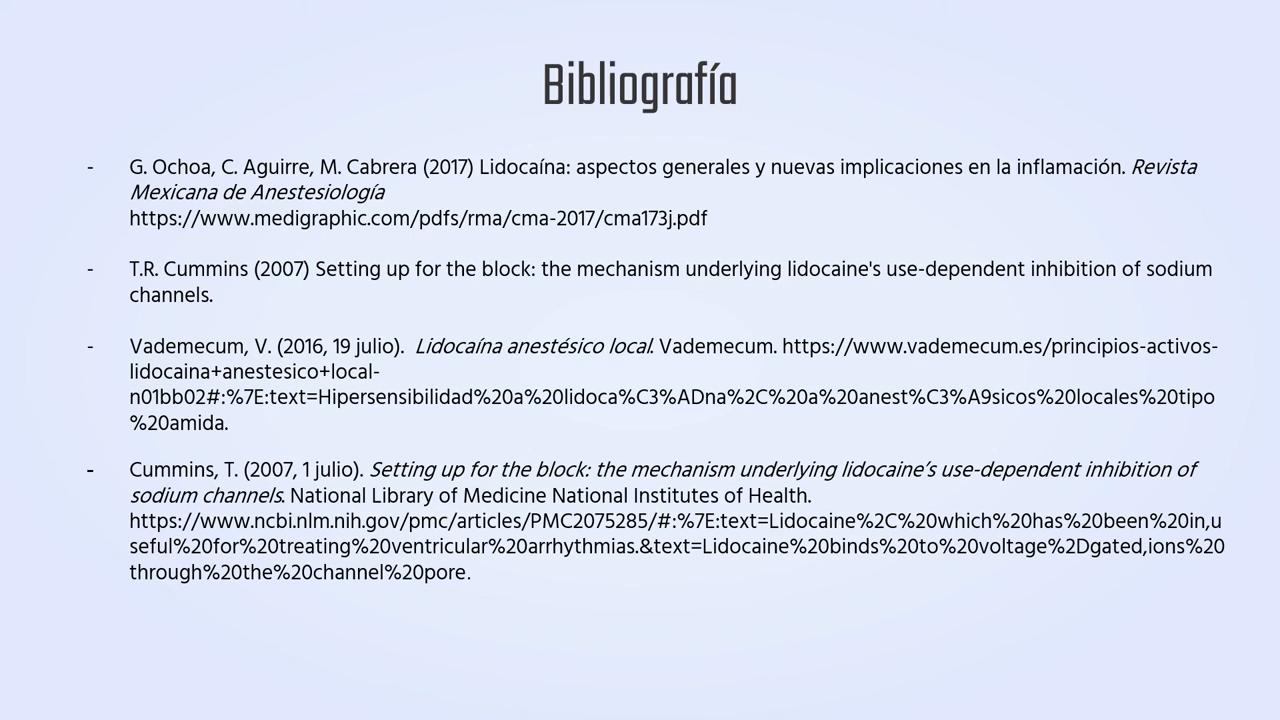 Bibliografía
- G. Ochoa, C. Aguirre, M. Cabrera (2017) Lidocaína: aspectos generales y nuevas implicaciones en la inflamación. Revista
Mexicana de Anestesiología
https://www.medigraphic.com/pdfs/rma/cma-2017/cma173j.pdf
- T.R. Cummins (2007) Setting up for the block: the mechanism underlying lidocaine's use-dependent inhibition of sodium
channels.
- Vademecum, V. (2016, 19 julio). Lidocaína anestésico local. Vademecum. https://www.vademecum.es/principios-activos-
lidocaina+anestesico+local-
n01bb02#:%7E:text=Hipersensibilidad%20a%20lidoca%C3%ADna%2C%20a%20anest%C3%A9sicos%20locales%20tipo
%20amida.
- Cummins, T. (2007, 1 julio). Setting up for the block: the mechanism underlying lidocaine’s use-dependent inhibition of
sodium channels. National Library of Medicine National Institutes of Health.
https://www.ncbi.nlm.nih.gov/pmc/articles/PMC2075285/#:%7E:text=Lidocaine%2C%20which%20has%20been%20in,u
seful%20for%20treating%20ventricular%20arrhythmias.&text=Lidocaine%20binds%20to%20voltage%2Dgated,ions%20
through%20the%20channel%20pore.